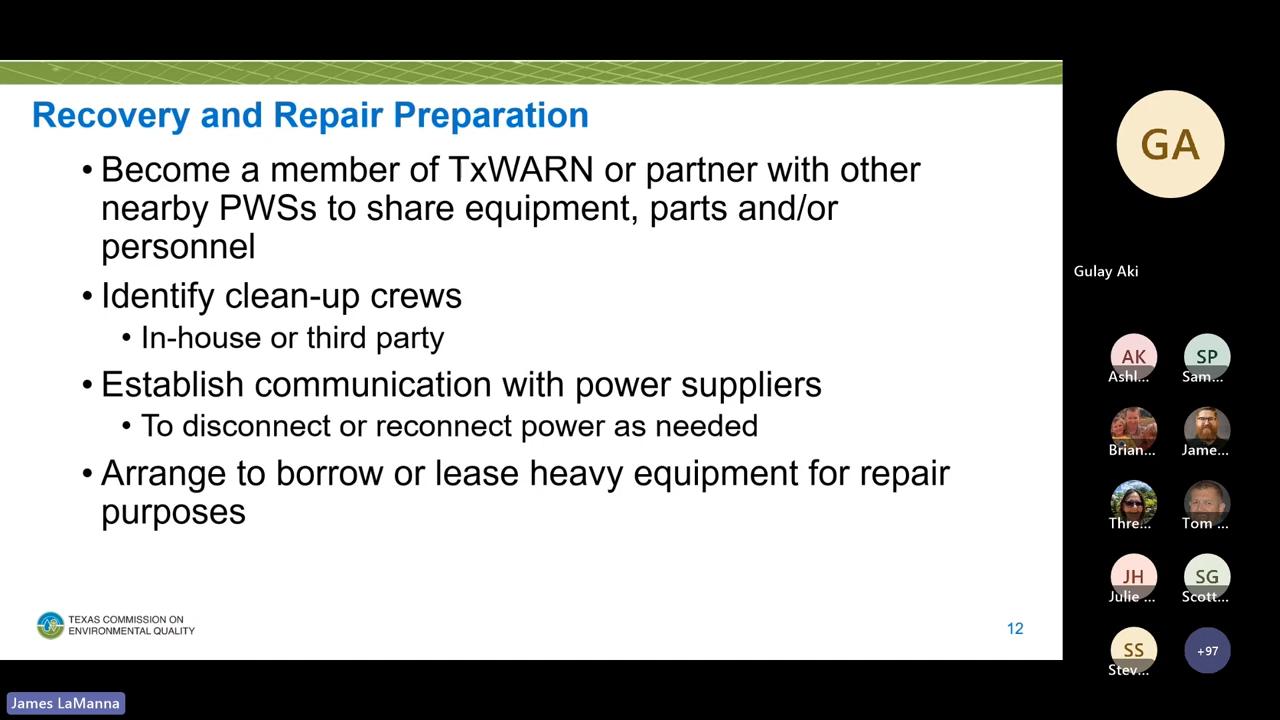 Recovery and Repair Preparation
• Become a member of TxWARN or partner with other
nearby PWSs to share equipment, parts and/or
personnel
• Identify clean-up crews
• In-house or third party
• Establish communication with power suppliers
• To disconnect or reconnect power as needed
• Arrange to borrow or lease heavy equipment for repair
purposes
TEXAS COMMISSION ON
ENVIRONMENTAL QUALITY
12
GA
Gulay Aki
AK
Ashl...
SP
Sam...
Brian...
Jame...
Thre...
Tom ...
JH
Julie ...
SG
Scott...
SS
Stev...
+97
James LaManna